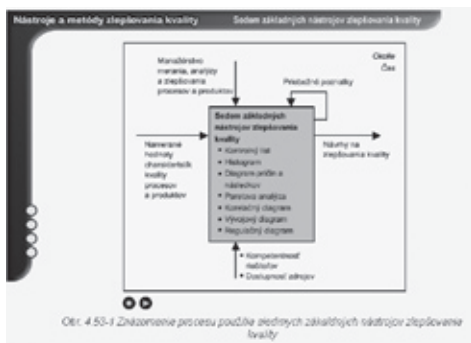 Nástroje a metódy zlepšovania kvality
Sedem základných nástrojov zlepšovania kvality
Okolie
Čas
Manažérstvo
merania, analýzy
a zlepšovania
procesov a produktov
Priebežné poznatky
Sedem základných
nástrojov zlepšovania
kvality
• Kontrolný list
• Histogram
• Diagram príčin a
následkov
• Paretova analýza
• Korelačný diagram
• Vývojový diagram
• Regulačný diagram
Namerané
hodnoty
charakteristík
kvality
procesov
a produktov
Návrhy na
zlepšovanie kvality
• Kompetentnosť
riešiteľov
• Dostupnosť zdrojov
Obr. 4.53-1 Znázornenie procesu použitia siedmych základných nástrojov zlepšovania
kvality